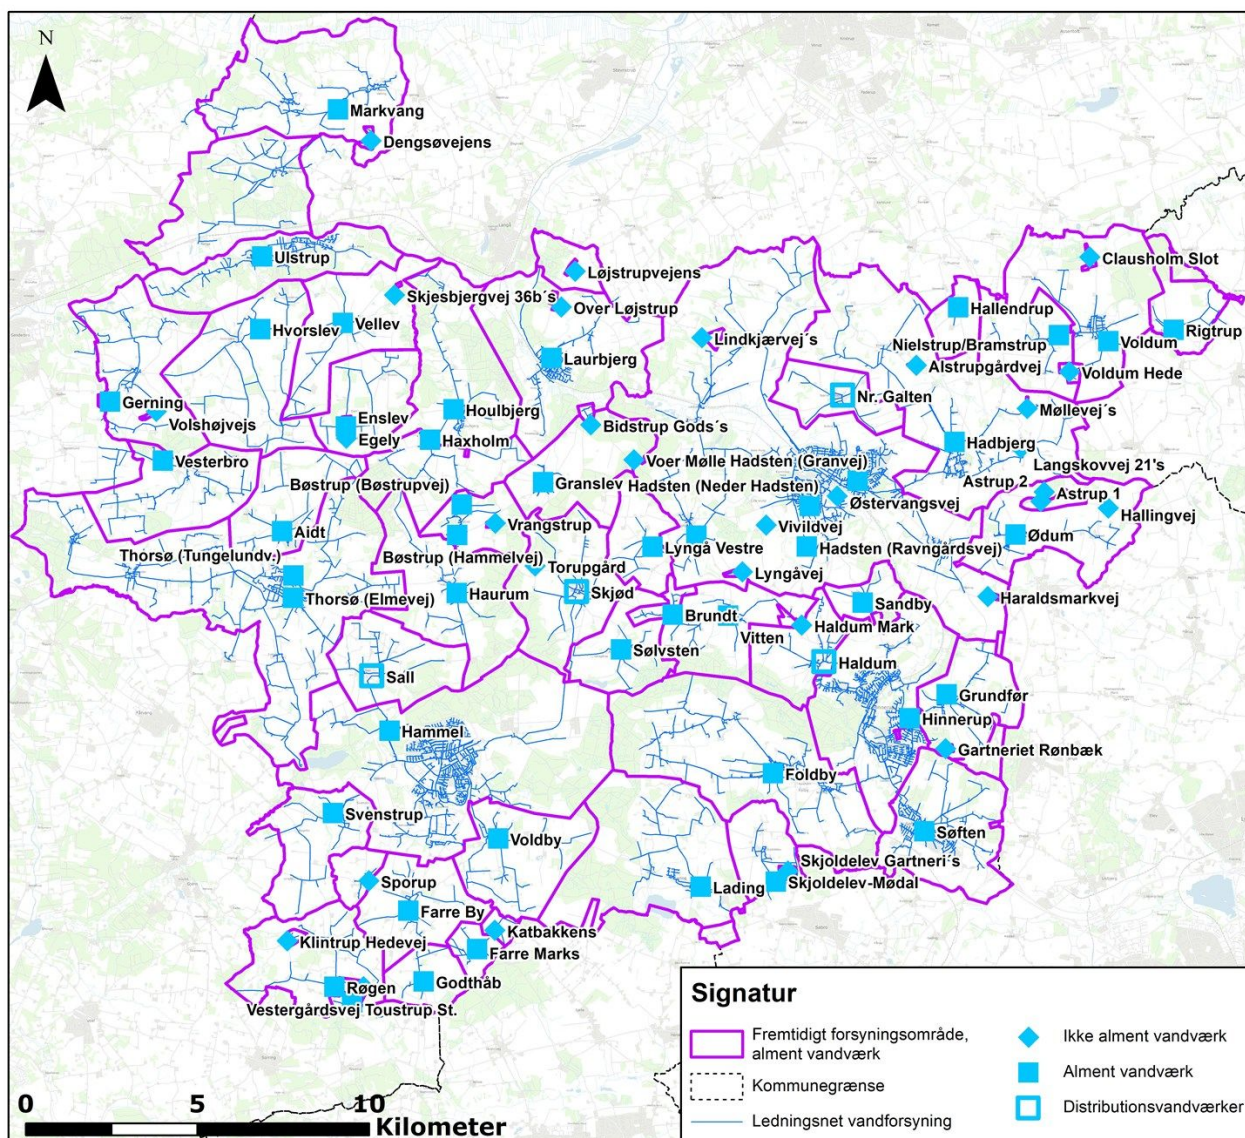 N
Markvang
Dengsøvejens
Ulstrup
Løjstrupvejens
Clausholm Slot
Skjesbjergvej 36b´s
Over Løjstrup
Hallendrup
Hvorslev
Vellev
Lindkjærvej´s
Nielstrup/Bramstrup
Voldum
Rigtrup
Laurbjerg
Alstrupgårdvej
Voldum Hede
Gerning
Volshøjvejs
Enslev
Egely
Houlbjerg
Haxholm
Nr. Galten
Møllevej´s
Bidstrup Gods´s
Hadbjerg
Vesterbro
Voer Mølle
Hadsten (Granvej)
Langskovvej 21's
Bøstrup (Bøstrupvej)
Granslev
Hadsten (Neder Hadsten)
Astrup 2
Astrup 1
Østervangsvej
Hallingvej
Aidt
Vrangstrup
Vivildvej
Ødum
Thorsø (Tungelundv.)
Bøstrup (Hammelvej)
Lyngå Vestre
Hadsten (Ravngårdsvej)
Torupgård
Lyngåvej
Thorsø (Elmevej)
Haurum
Skjød
Sandby
Haraldsmarkvej
Brundt
Vitten
Haldum Mark
Sølvsten
Haldum
Sall
Grundfør
Hinnerup
Hammel
Gartneriet Rønbæk
Foldby
Svenstrup
Voldby
Søften
Skjoldelev Gartneri´s
Skjoldelev-Mødal
Lading
Sporup
Farre By
Katbakkens
Klintrup Hedevej
Farre Marks
Røgen
Godthåb
Vestergårdsvej Toustrup St.
Signatur
Fremtidigt forsyningsområde,
alment vandværk
Kommunegrænse
Ledningsnet vandforsyning
Ikke alment vandværk
Alment vandværk
Distributionsvandværker
0 5 10
Kilometer